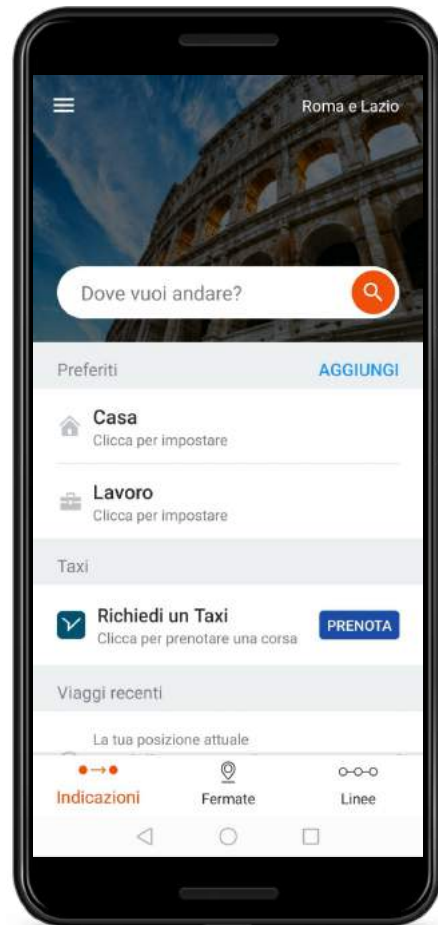 Roma e Lazio
Dove vuoi andare?
Preferiti AGGIUNGI
Casa
Clicca per impostare
Lavoro
Clicca per impostare
Taxi
Richiedi un Taxi
Clicca per prenotare una corsa
PRENOTA
Viaggi recenti
La tua posizione attuale
Indicazioni Fermate Linee